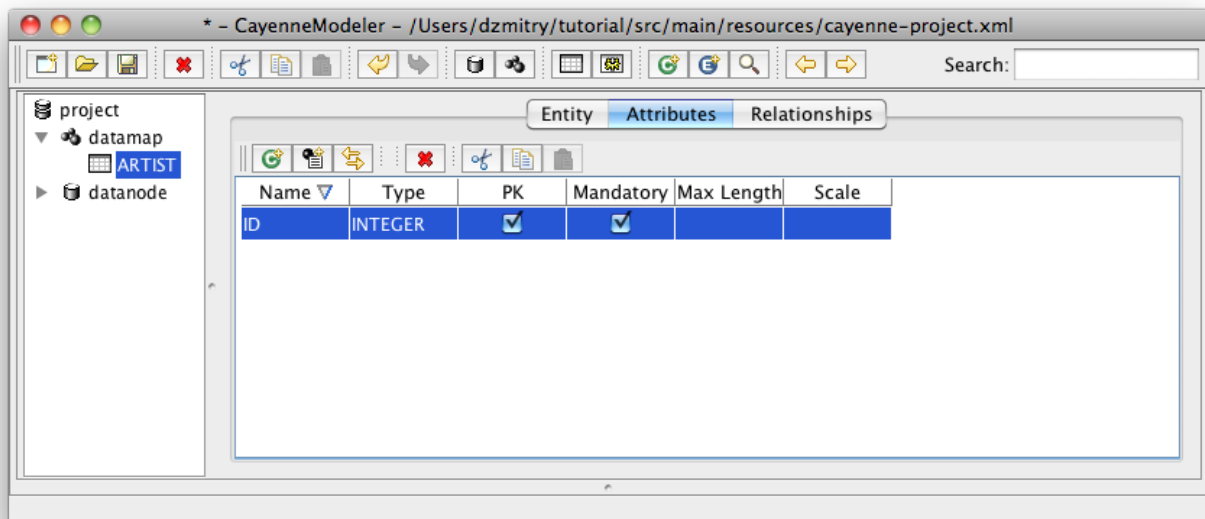 * – CayenneModeler – /Users/dzmitry/tutorial/src/main/resources/cayenne-project.xml
Search:
project
datamap
ARTIST
datanode
Entity Attributes Relationships
Name Type PK Mandatory Max Length Scale
ID INTEGER